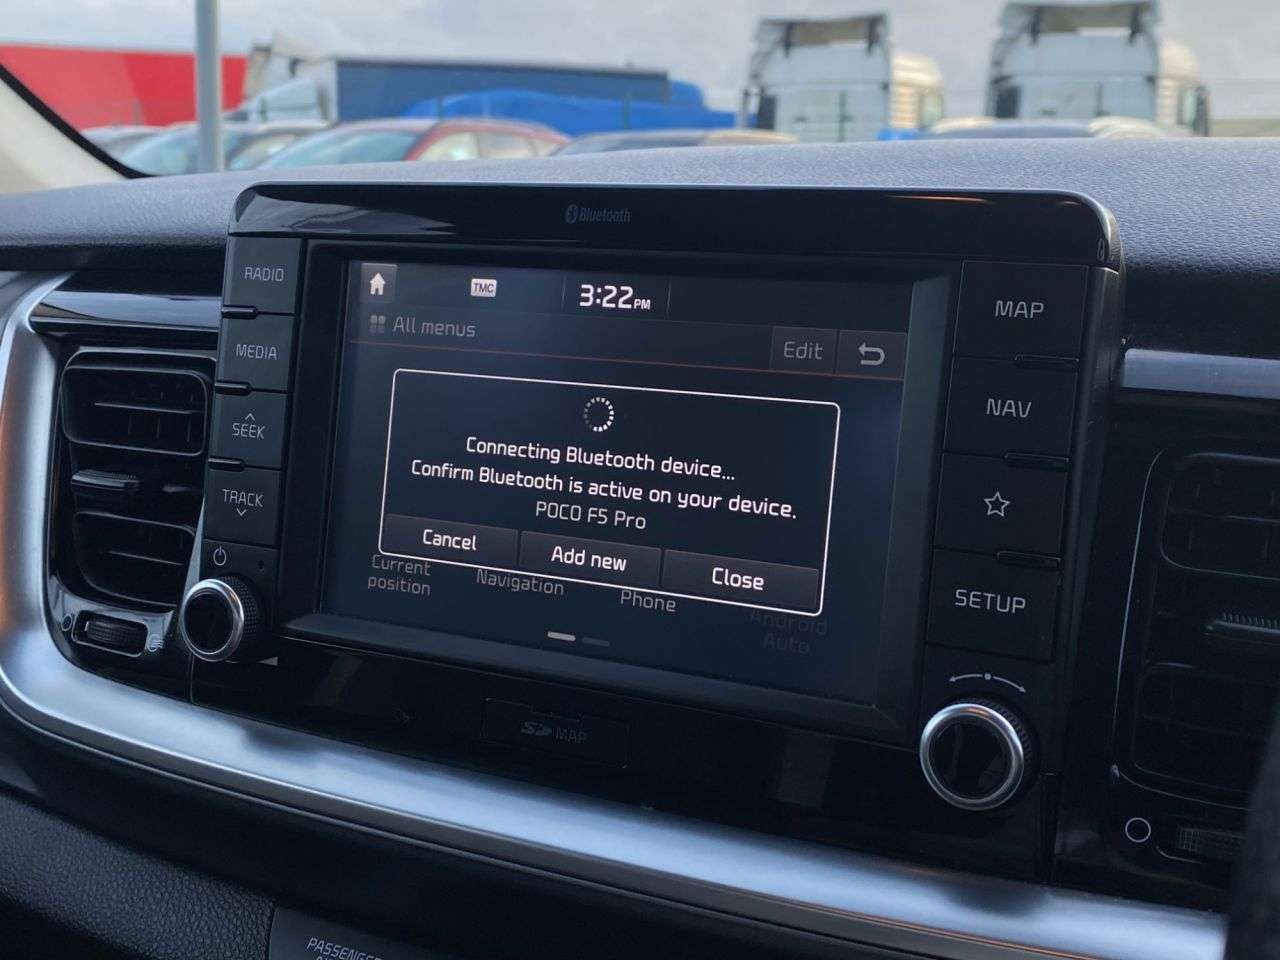 Bluetooth
RADIO
MEDIA
SEEK
TRACK
TMC
3:22PM
All menus
Edit
Connecting Bluetooth device...
Confirm Bluetooth is active on your device.
POCO F5 Pro
Cancel
Add new
Close
Current
position
Navigation
Phone
Android
Auto
MAP
NAV
SETUP
SD MAP
PASSENGER